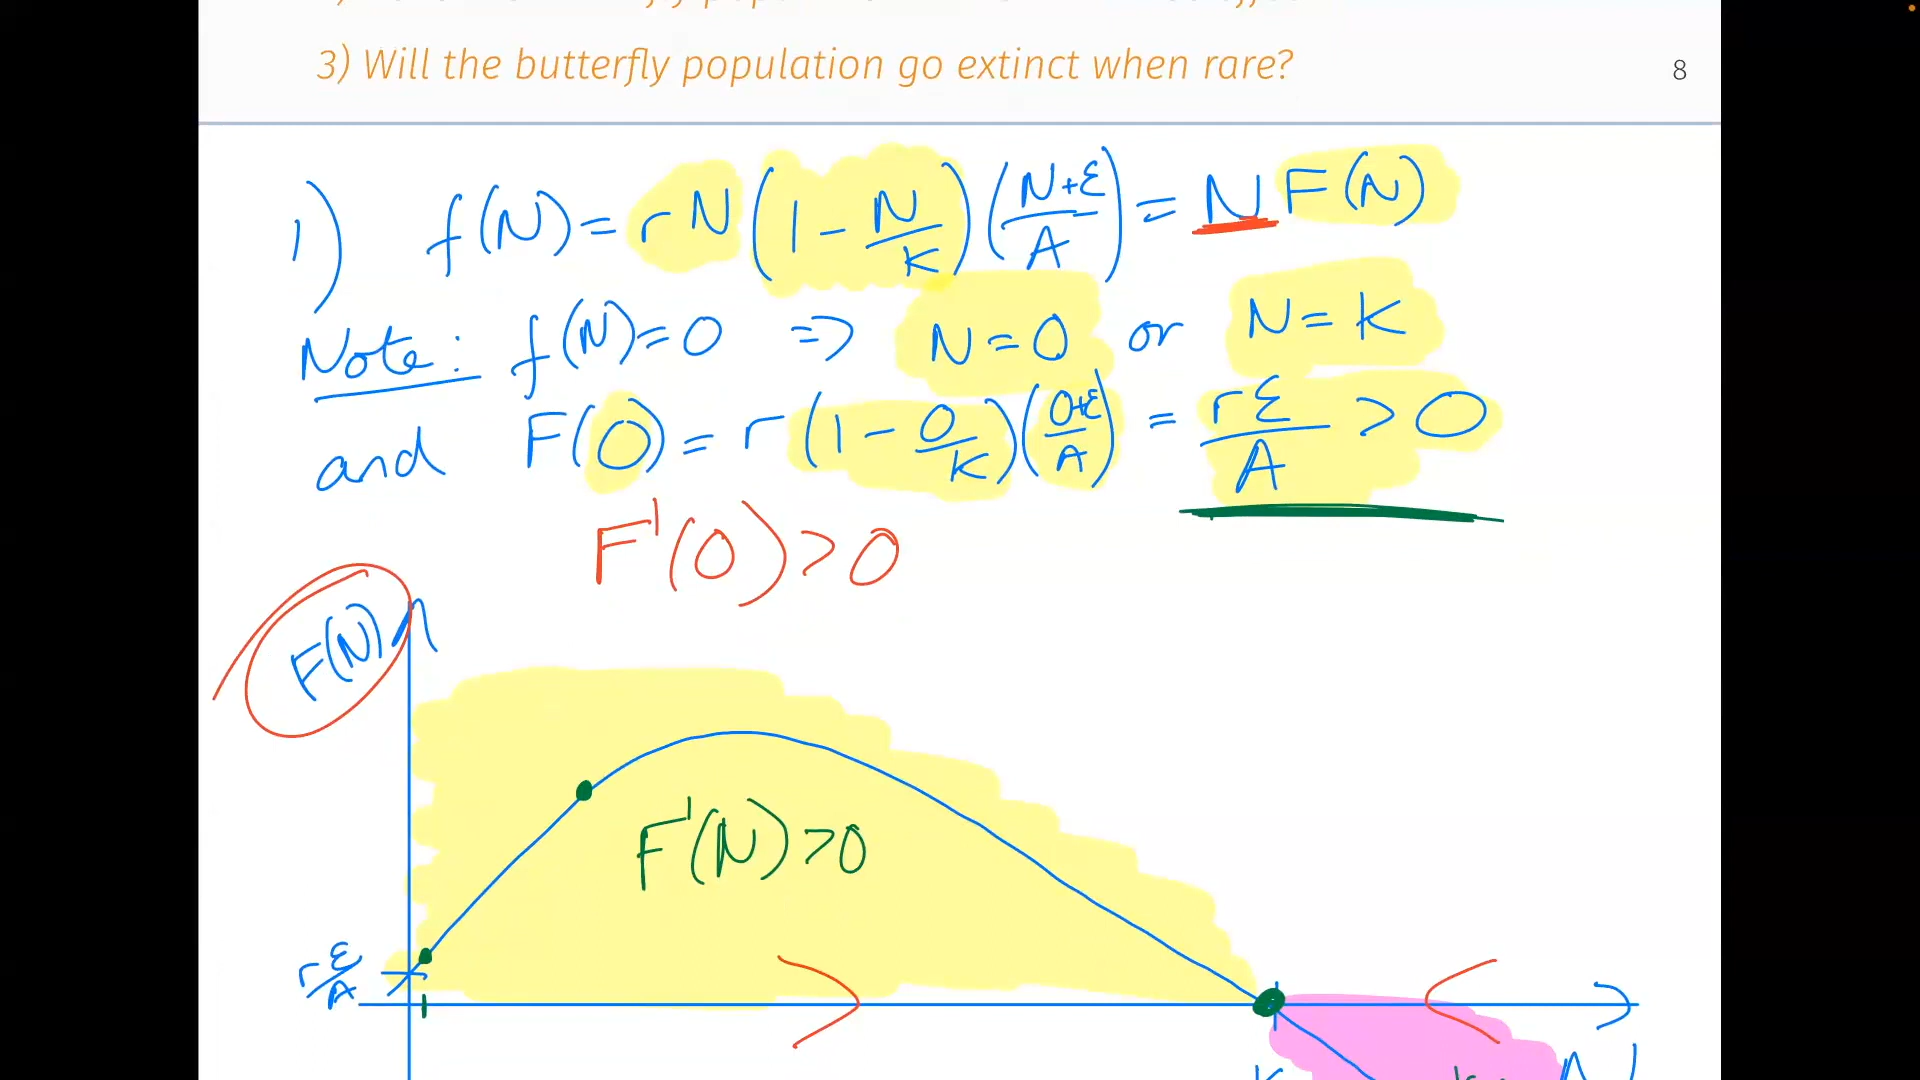 3) Will the butterfly population go extinct when rare?
8
1) f(N) = rN(1 - N/K)((N+ε)/A) = N F(N)
Note: f(N)=0 => N=0 or N=K
and F(0) = r(1 - 0/K)((0+ε)/A) = rε/A > 0
F'(0) > 0
F(N)
F'(N) > 0
rε/A
K
N